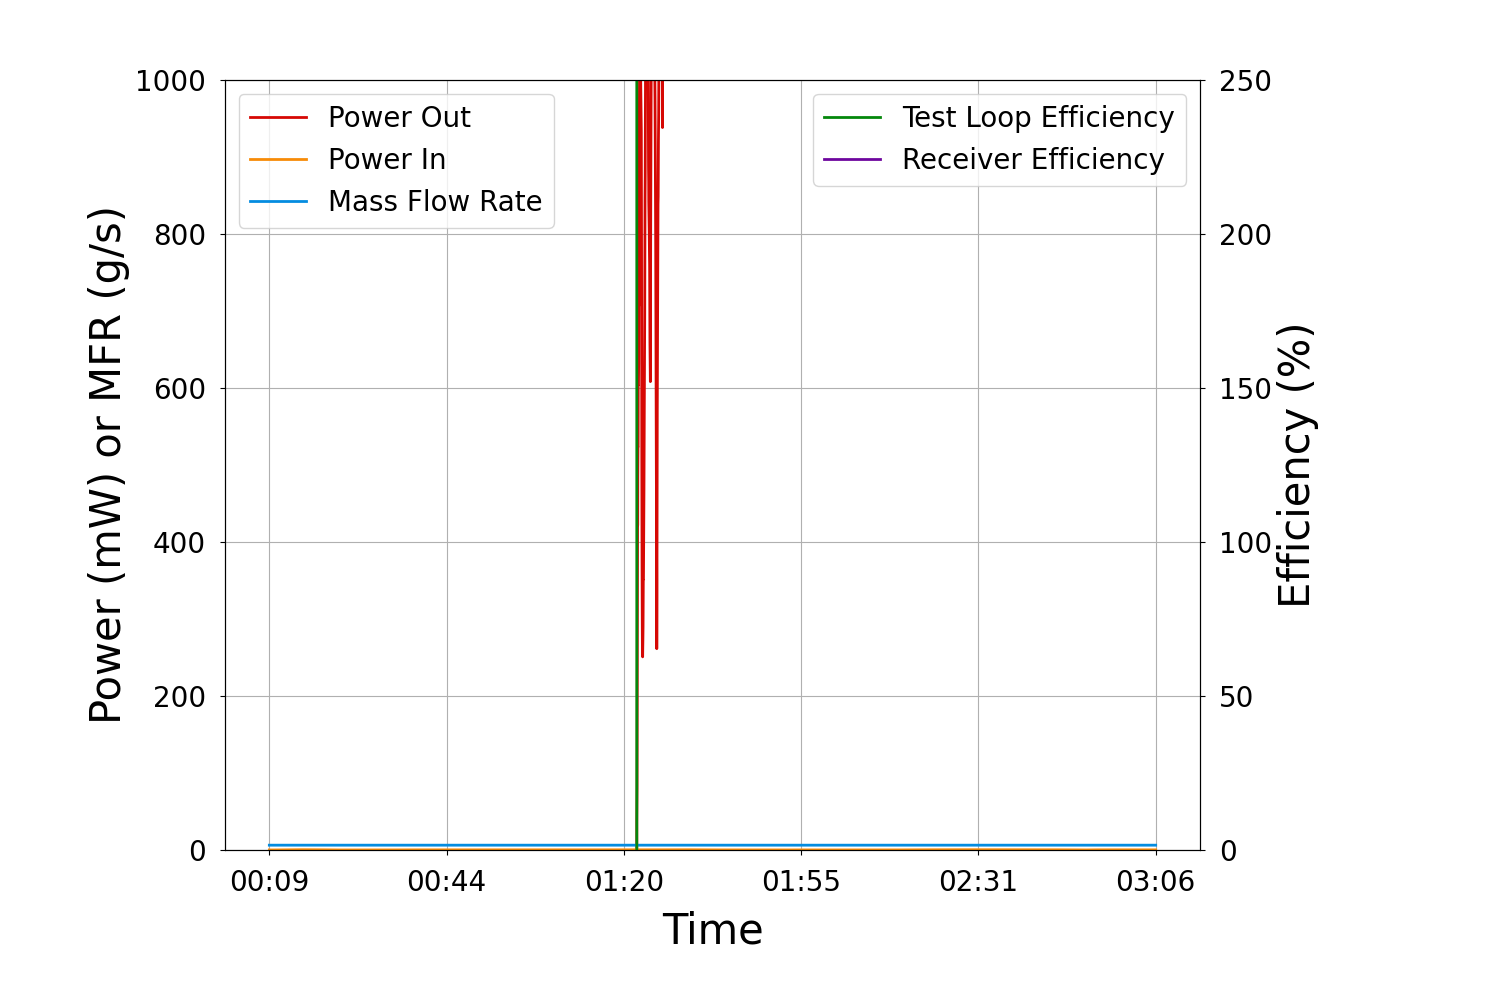 Power Out
Power In
Mass Flow Rate
Test Loop Efficiency
Receiver Efficiency
1000
800
600
400
200
0
Power (mW) or MFR (g/s)
250
200
150
100
50
0
Efficiency (%)
00:09 00:44 01:20 01:55 02:31 03:06
Time